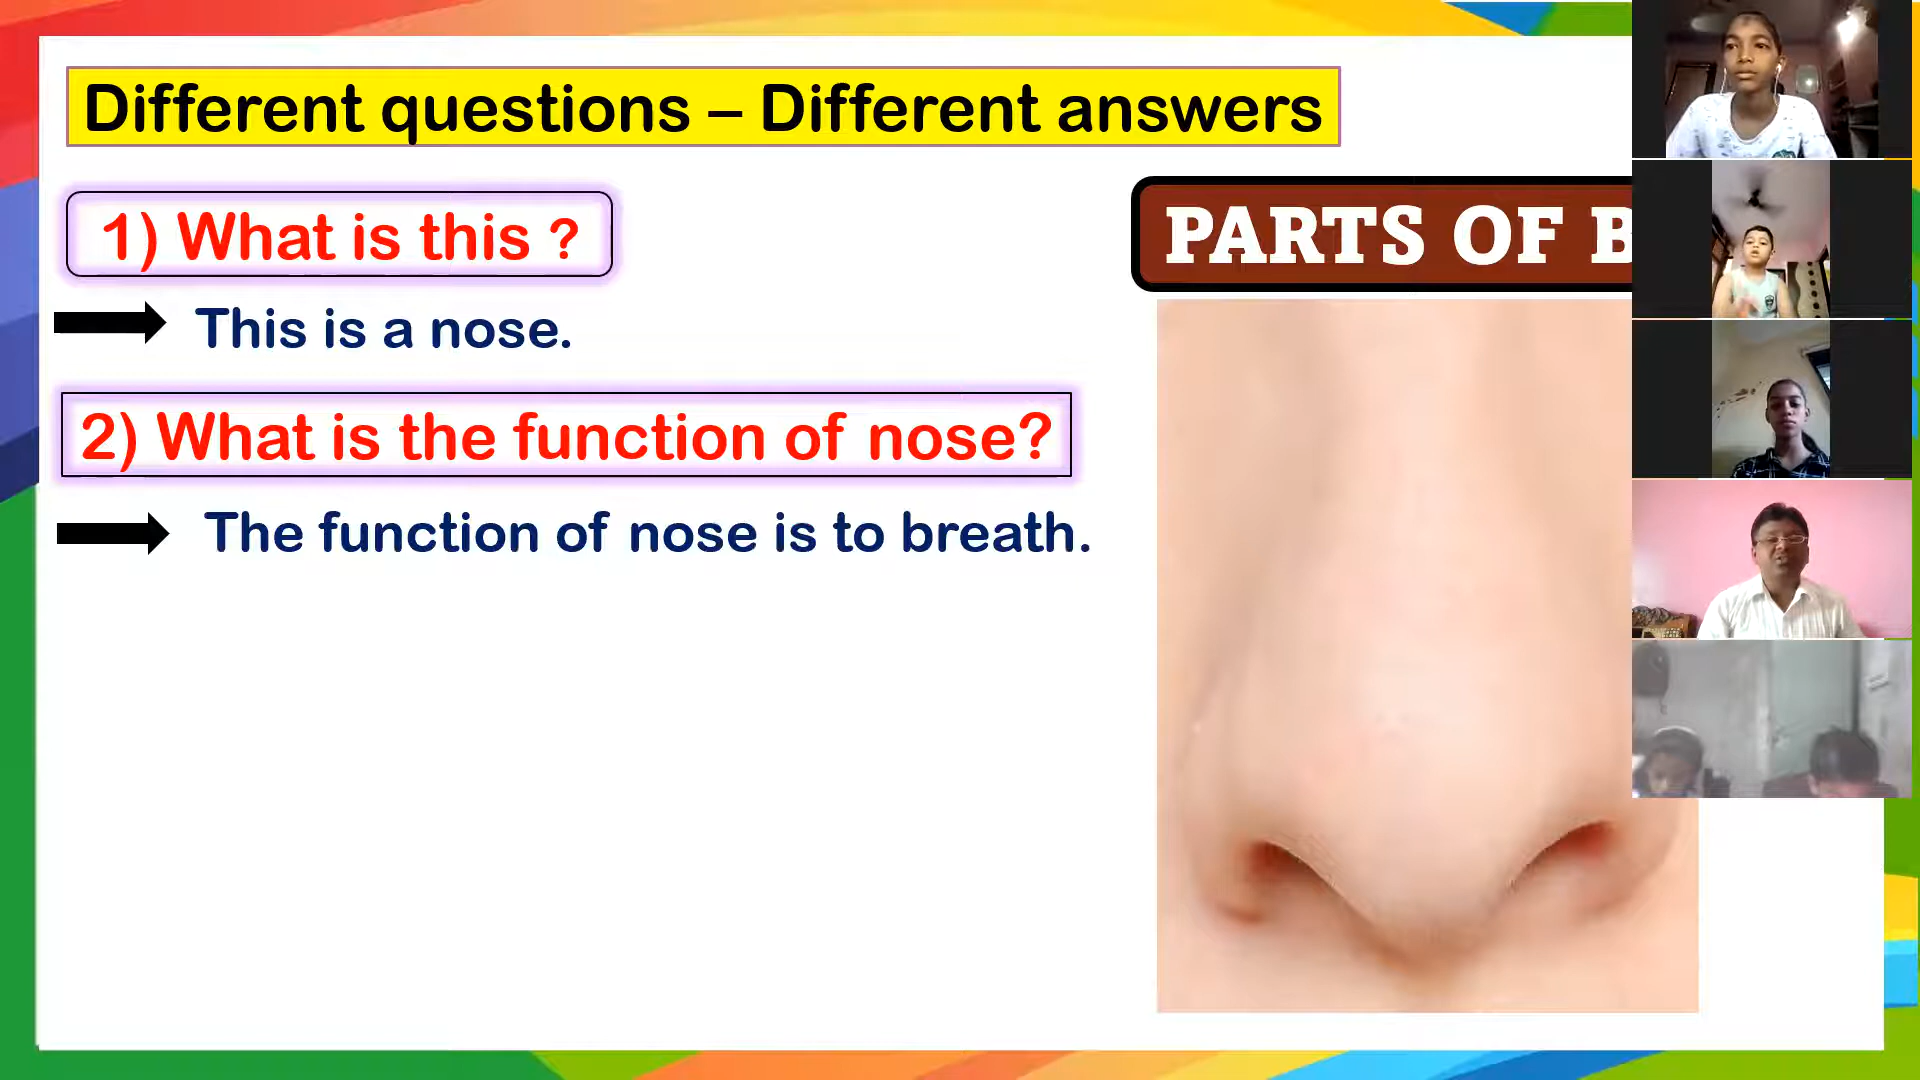 Different questions – Different answers
1) What is this ?
This is a nose.
PARTS OF B
2) What is the function of nose?
The function of nose is to breath.